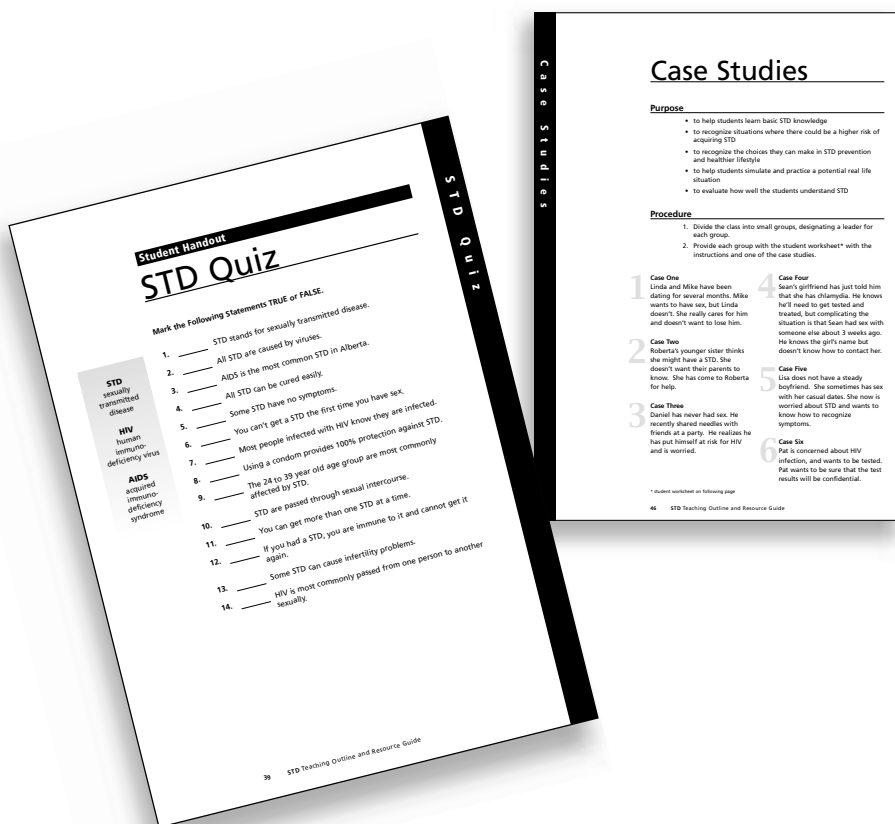 Student Handout
STD Quiz
Mark the Following Statements TRUE or FALSE.
1. STD stands for sexually transmitted disease.
2. All STD are caused by viruses.
3. AIDS is the most common STD in Alberta.
4. All STD can be cured easily.
5. Some STD have no symptoms.
6. You can't get a STD the first time you have sex.
7. Most people infected with HIV know they are infected.
8. Using a condom provides 100% protection against STD.
9. The 24 to 39 year old age group are most commonly
affected by STD.
10. STD are passed through sexual intercourse.
11. You can get more than one STD at a time.
12. If you had a STD, you are immune to it and cannot get it
again.
13. Some STD can cause infertility problems.
14. HIV is most commonly passed from one person to another
sexually.
STD
sexually
transmitted
disease
HIV
human
immuno-
deficiency virus
AIDS
acquired
immuno-
deficiency
syndrome
39 STD Teaching Outline and Resource Guide
STD Quiz
Case Studies
Case Studies
Purpose
• to help students learn basic STD knowledge
• to recognize situations where there could be a higher risk of
acquiring STD
• to recognize the choices they can make in STD prevention
and healthier lifestyle
• to help students simulate and practice a potential real life
situation
• to evaluate how well the students understand STD
Procedure
1. Divide the class into small groups, designating a leader for
each group.
2. Provide each group with the student worksheet* with the
instructions and one of the case studies.
1
Case One
Linda and Mike have been
dating for several months. Mike
wants to have sex, but Linda
doesn't. She really cares for him
and doesn't want to lose him.
2
Case Two
Roberta's younger sister thinks
she might have a STD. She
doesn't want their parents to
know. She has come to Roberta
for help.
3
Case Three
Daniel has never had sex. He
recently shared needles with
friends at a party. He realizes he
has put himself at risk for HIV
and is worried.
4
Case Four
Sean's girlfriend has just told him
that she has chlamydia. He knows
he'll need to get tested and
treated, but complicating the
situation is that Sean had sex with
someone else about 3 weeks ago.
He knows the girl's name but
doesn't know how to contact her.
5
Case Five
Lisa does not have a steady
boyfriend. She sometimes has sex
with her casual dates. She now is
worried about STD and wants to
know how to recognize
symptoms.
6
Case Six
Pat is concerned about HIV
infection, and wants to be tested.
Pat wants to be sure that the test
results will be confidential.
* student worksheet on following page
46 STD Teaching Outline and Resource Guide